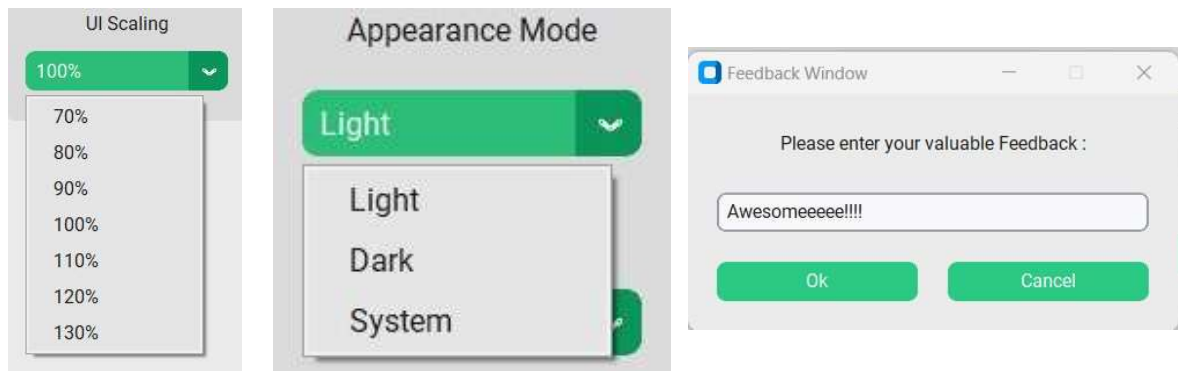 UI Scaling
100%
70%
80%
90%
100%
110%
120%
130%
Appearance Mode
Light
Light
Dark
System
Feedback Window
Please enter your valuable Feedback :
Awesomeeeee!!!!
Ok
Cancel